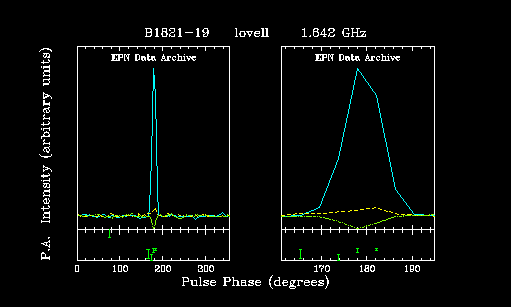 B1821-19 lovell 1.642 GHz
EPN Data Archive EPN Data Archive
P.A. Intensity (arbitrary units)
0 100 200 300 170 180 190
Pulse Phase (degrees)